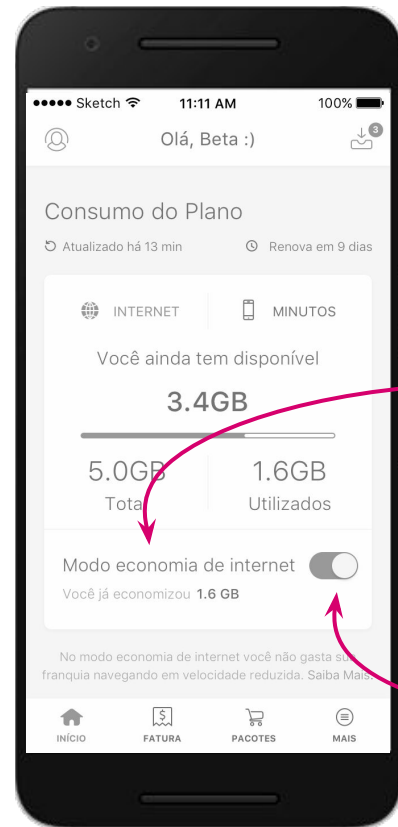 Sketch 11:11 AM 100%
Olá, Beta :) 3
Consumo do Plano
Atualizado há 13 min Renova em 9 dias
INTERNET MINUTOS
Você ainda tem disponível
3.4GB
5.0GB 1.6GB
Total Utilizados
Modo economia de internet
Você já economizou 1.6 GB
No modo economia de internet você não gasta sua
franquia navegando em velocidade reduzida. Saiba Mais.
INÍCIO FATURA PACOTES MAIS